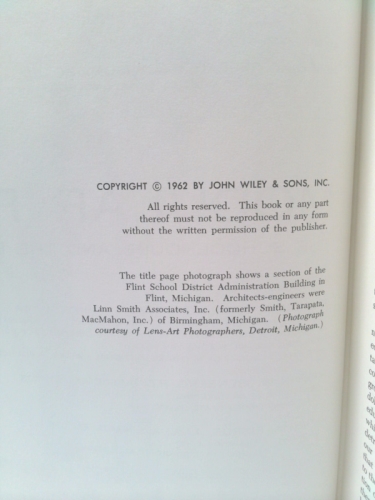 COPYRIGHT © 1962 BY JOHN WILEY & SONS, INC.
All rights reserved. This book or any part
thereof must not be reproduced in any form
without the written permission of the publisher.
The title page photograph shows a section of the
Flint School District Administration Building in
Flint, Michigan. Architects-engineers were
Linn Smith Associates, Inc. (formerly Smith, Tarapata,
MacMahon, Inc.) of Birmingham, Michigan. (Photograph
courtesy of Lens-Art Photographers, Detroit, Michigan.)